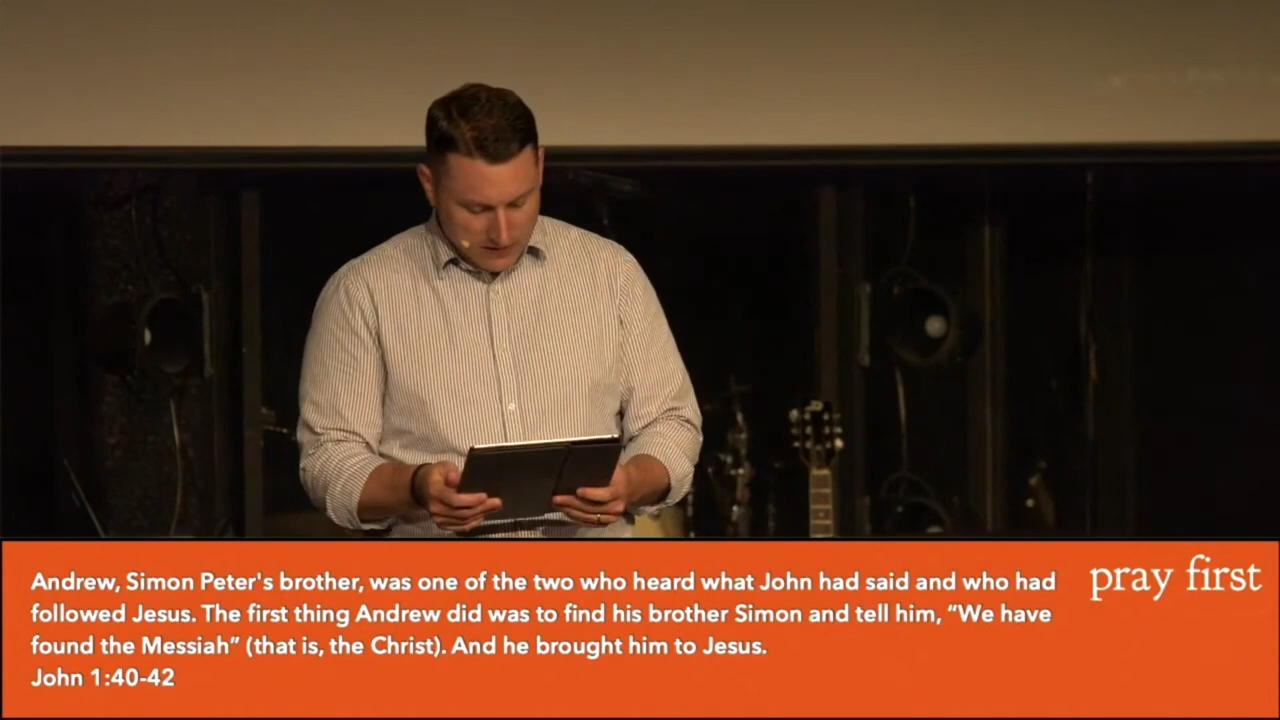 Andrew, Simon Peter's brother, was one of the two who heard what John had said and who had
followed Jesus. The first thing Andrew did was to find his brother Simon and tell him, “We have
found the Messiah” (that is, the Christ). And he brought him to Jesus.
John 1:40-42
pray first